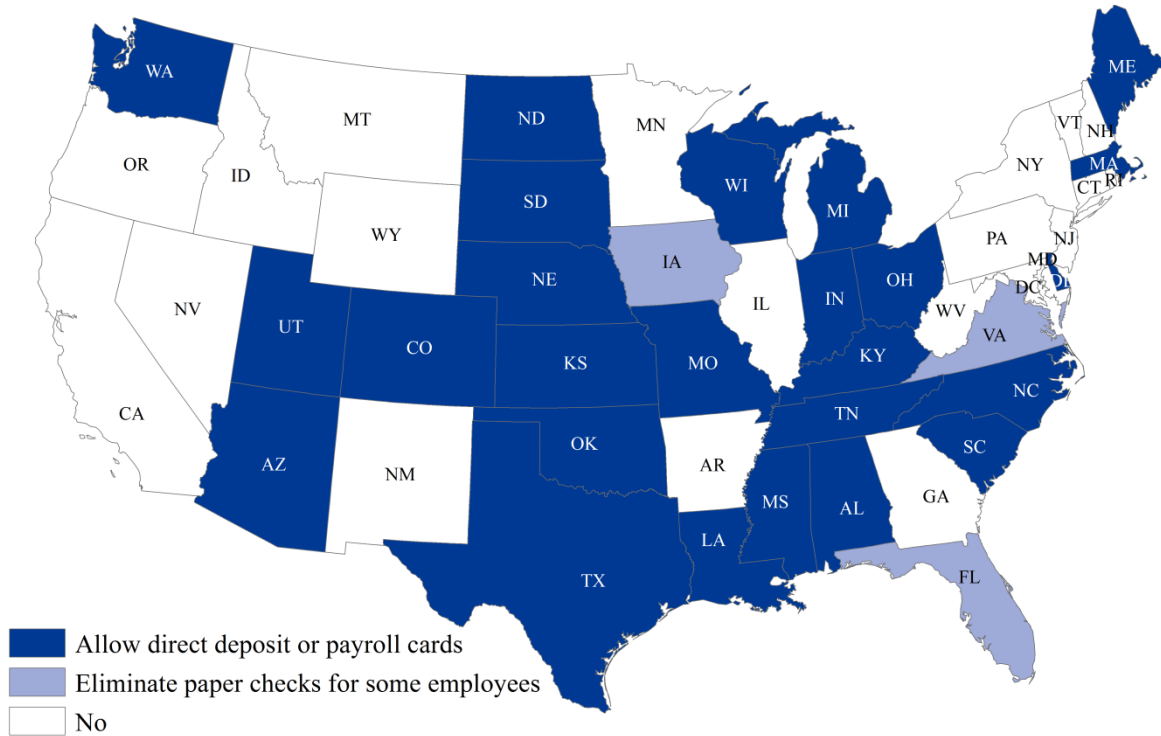 WA
ME
MT
ND
MN
VT
NH
OR
ID
NY
MA
WI
SD
MI
CT
RI
WY
PA
NJ
IA
NE
OH
MD
DE
NV
IL
IN
DC
WV
UT
CO
VA
KS
MO
KY
NC
CA
TN
OK
AZ
NM
AR
SC
MS
AL
GA
LA
TX
FL
Allow direct deposit or payroll cards
Eliminate paper checks for some employees
No